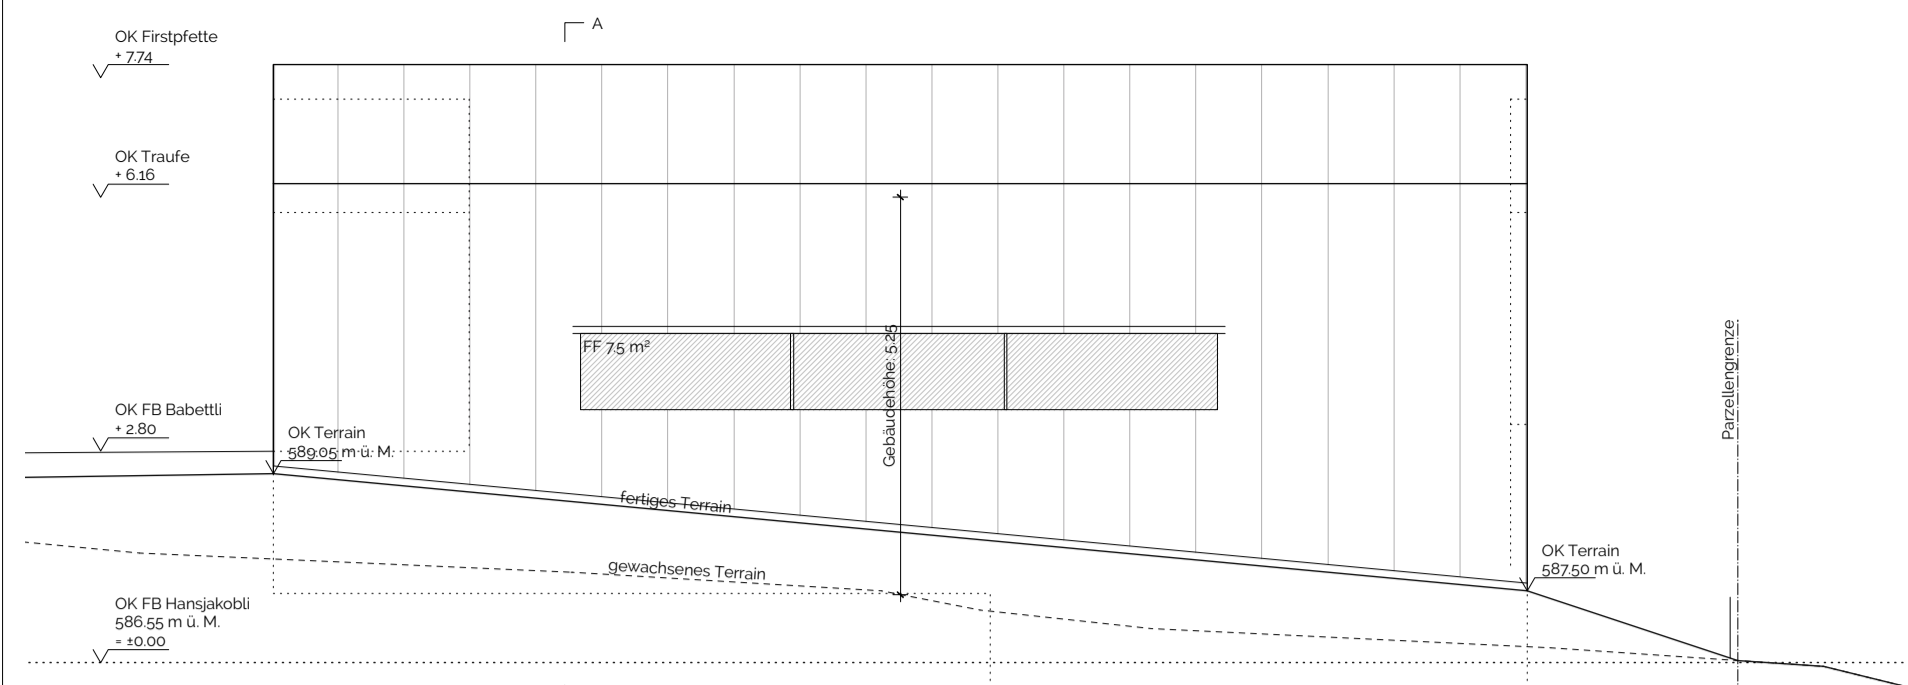 A
OK Firstpfette
+ 7.74
OK Traufe
+ 6.16
FF 7.5 m²
Gebäudehöhe: 5.25
Parzellengrenze
OK FB Babettli
+ 2.80
OK Terrain
589.05 m ü. M.
fertiges Terrain
gewachsenes Terrain
OK Terrain
587.50 m ü. M.
OK FB Hansjakobli
586.55 m ü. M.
= ±0.00